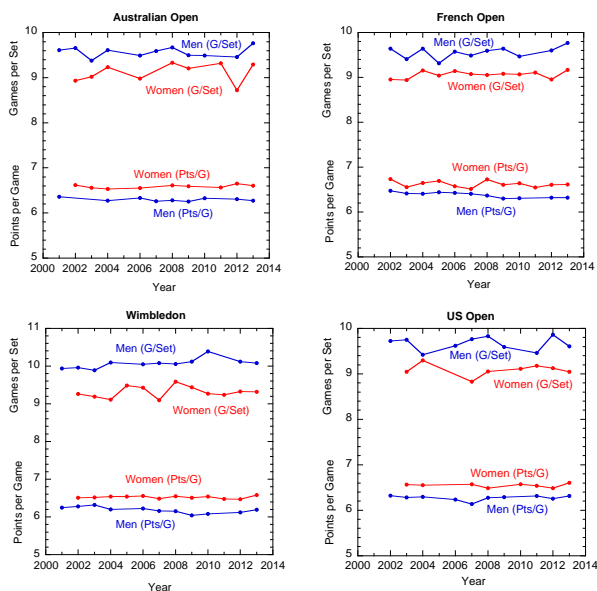 Australian Open
10
9
8
7
6
5
Games per Set
Points per Game
Men (G/Set)
Women (G/Set)
Women (Pts/G)
Men (Pts/G)
2000 2002 2004 2006 2008 2010 2012 2014
Year
French Open
10
9
8
7
6
5
Games per Set
Points per Game
Men (G/Set)
Women (G/Set)
Women (Pts/G)
Men (Pts/G)
2000 2002 2004 2006 2008 2010 2012 2014
Year
Wimbledon
11
10
9
8
7
6
5
Games per Set
Points per Game
Men (G/Set)
Women (G/Set)
Women (Pts/G)
Men (Pts/G)
2000 2002 2004 2006 2008 2010 2012 2014
Year
US Open
10
9
8
7
6
5
Games per Set
Points per Game
Men (G/Set)
Women (G/Set)
Women (Pts/G)
Men (Pts/G)
2000 2002 2004 2006 2008 2010 2012 2014
Year